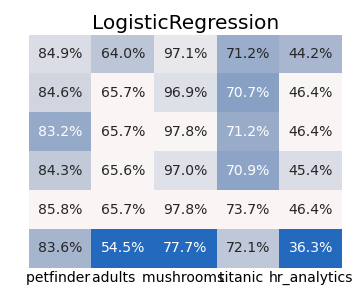 LogisticRegression
84.9% 64.0% 97.1% 71.2% 44.2%
84.6% 65.7% 96.9% 70.7% 46.4%
83.2% 65.7% 97.8% 71.2% 46.4%
84.3% 65.6% 97.0% 70.9% 45.4%
85.8% 65.7% 97.8% 73.7% 46.4%
83.6% 54.5% 77.7% 72.1% 36.3%
petfinder adults mushrooms titanic hr_analytics